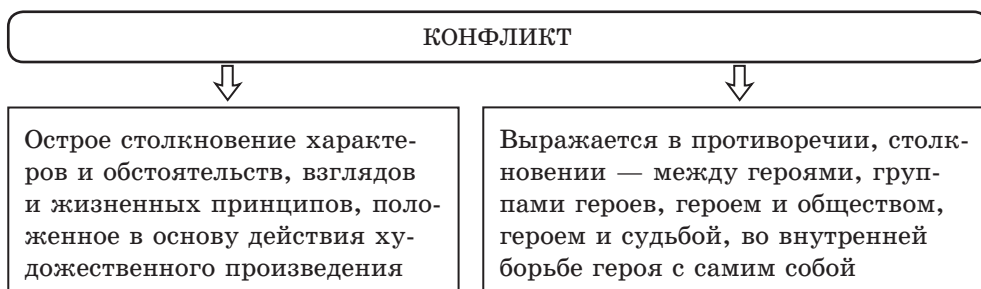 КОНФЛИКТ
Острое столкновение характе-
ров и обстоятельств, взглядов
и жизненных принципов, поло-
женное в основу действия ху-
дожественного произведения
Выражается в противоречии, столк-
новении — между героями, груп-
пами героев, героем и обществом,
героем и судьбой, во внутренней
борьбе героя с самим собой